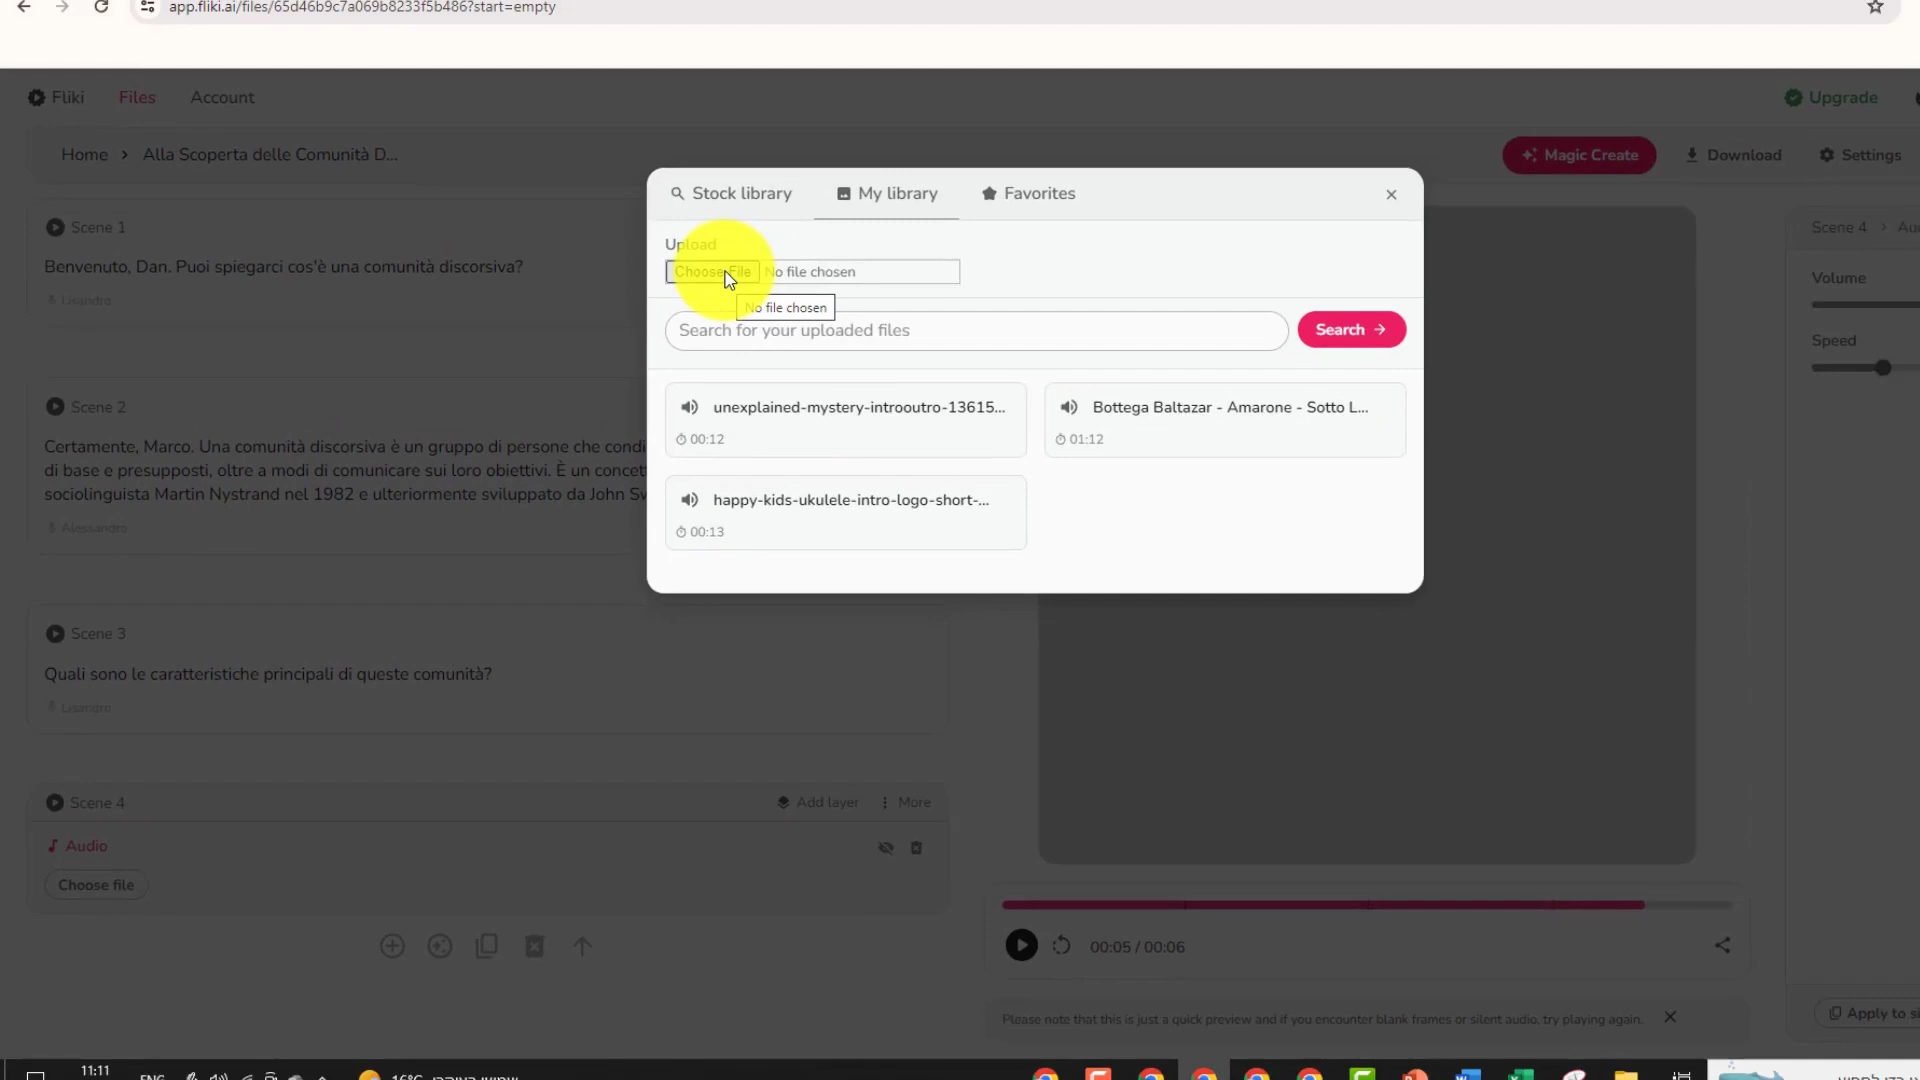 app.fliki.ai/files/65d46b9c7a069b8233f5b486?start=empty
Fliki
Files
Account
Upgrade
Home > Alla Scoperta delle Comunità D...
Magic Create
Download
Settings
Stock library
My library
Favorites
Upload
Choose File No file chosen
No file chosen
Search for your uploaded files
Search
unexplained-mystery-introoutro-13615...
00:12
Bottega Baltazar - Amarone - Sotto L...
01:12
happy-kids-ukulele-intro-logo-short-...
00:13
Scene 1
Benvenuto, Dan. Puoi spiegarci cos'è una comunità discorsiva?
Lisandro
Scene 2
Certamente, Marco. Una comunità discorsiva è un gruppo di persone che condi
di base e presupposti, oltre a modi di comunicare sui loro obiettivi. È un concet
sociolinguista Martin Nystrand nel 1982 e ulteriormente sviluppato da John Sw
Alessandro
Scene 3
Quali sono le caratteristiche principali di queste comunità?
Lisandro
Scene 4
Add layer
More
Audio
Choose file
Scene 4 > Au
Volume
Speed
00:05 / 00:06
Please note that this is just a quick preview and if you encounter blank frames or silent audio, try playing again.
Apply to si
11:11
ENG
16°C